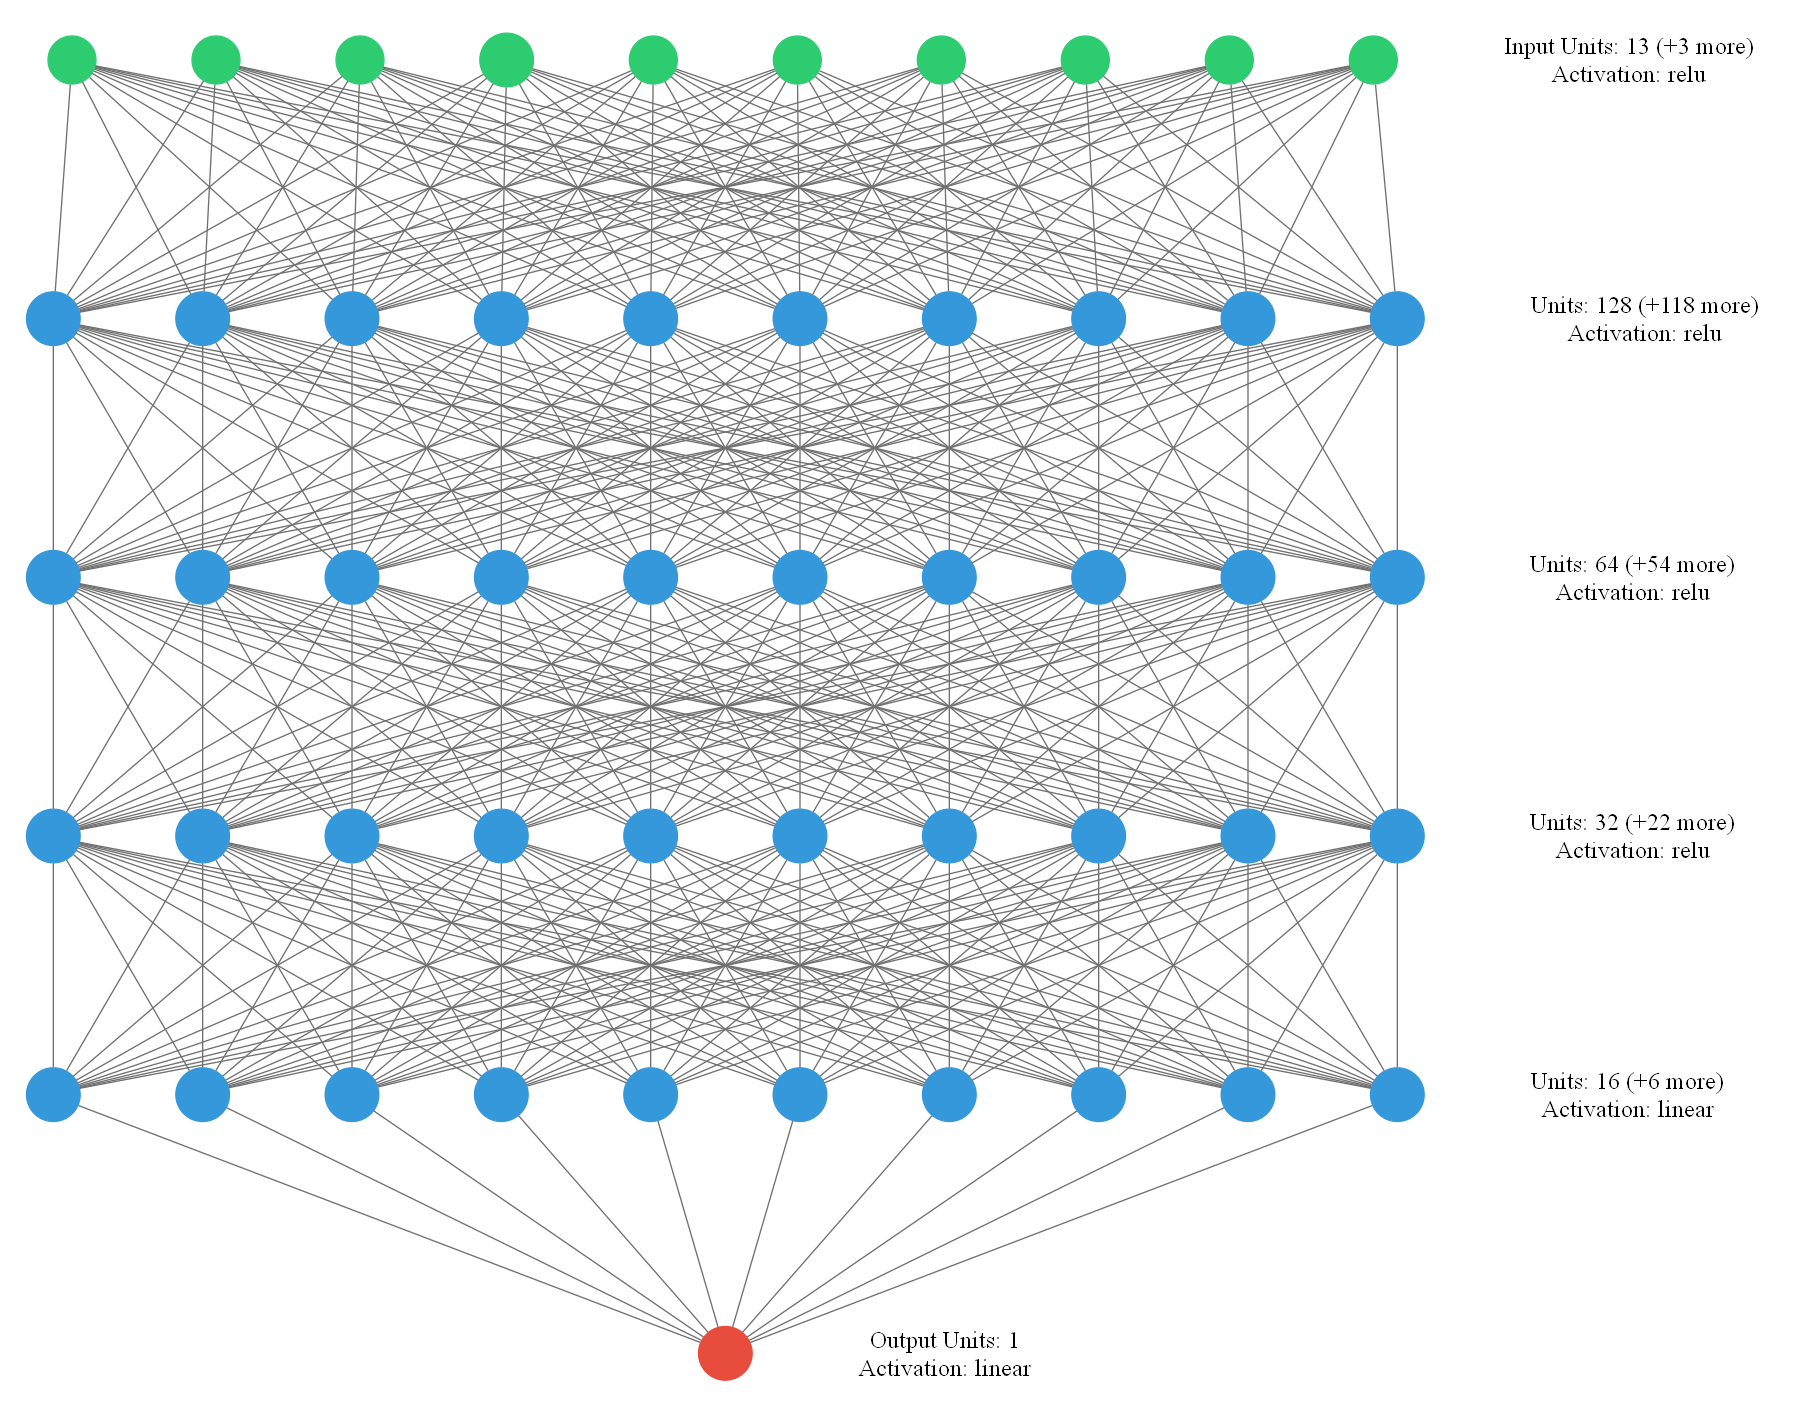 Input Units: 13 (+3 more)
Activation: relu
Units: 128 (+118 more)
Activation: relu
Units: 64 (+54 more)
Activation: relu
Units: 32 (+22 more)
Activation: relu
Units: 16 (+6 more)
Activation: linear
Output Units: 1
Activation: linear